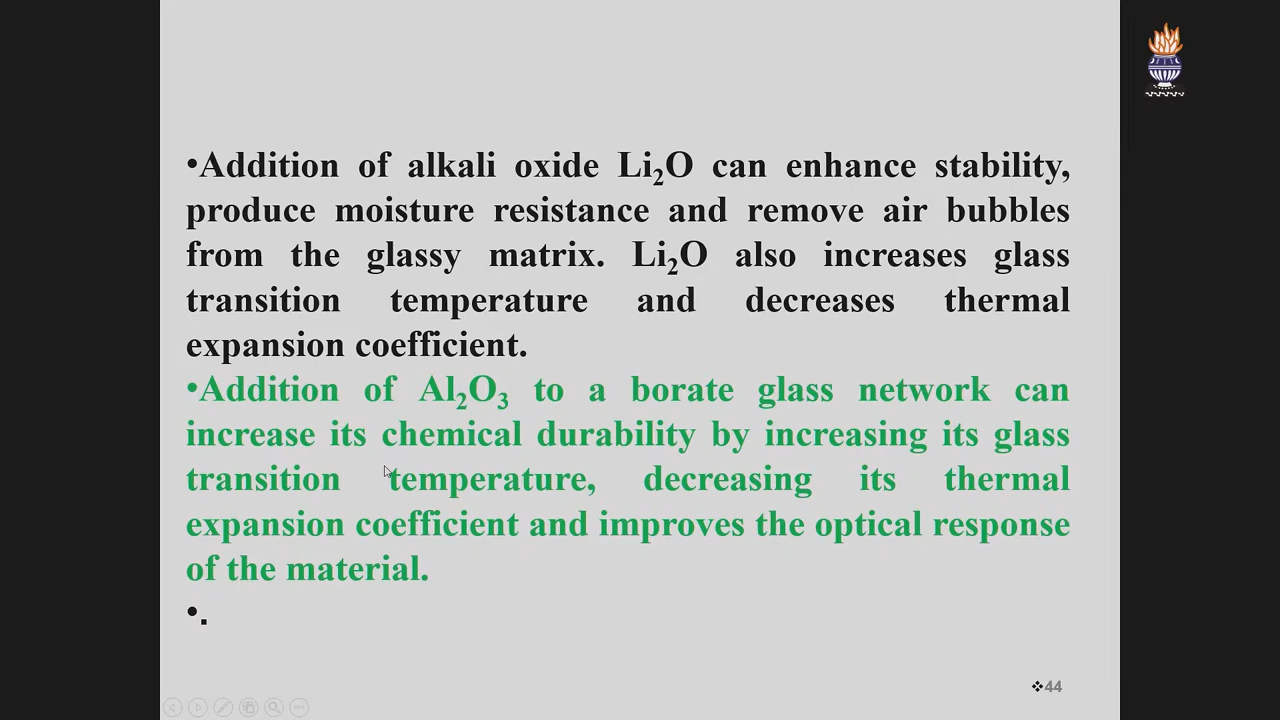 •Addition of alkali oxide Li₂O can enhance stability,
produce moisture resistance and remove air bubbles
from the glassy matrix. Li₂O also increases glass
transition temperature and decreases thermal
expansion coefficient.
•Addition of Al₂O₃ to a borate glass network can
increase its chemical durability by increasing its glass
transition temperature, decreasing its thermal
expansion coefficient and improves the optical response
of the material.
•.
❖44